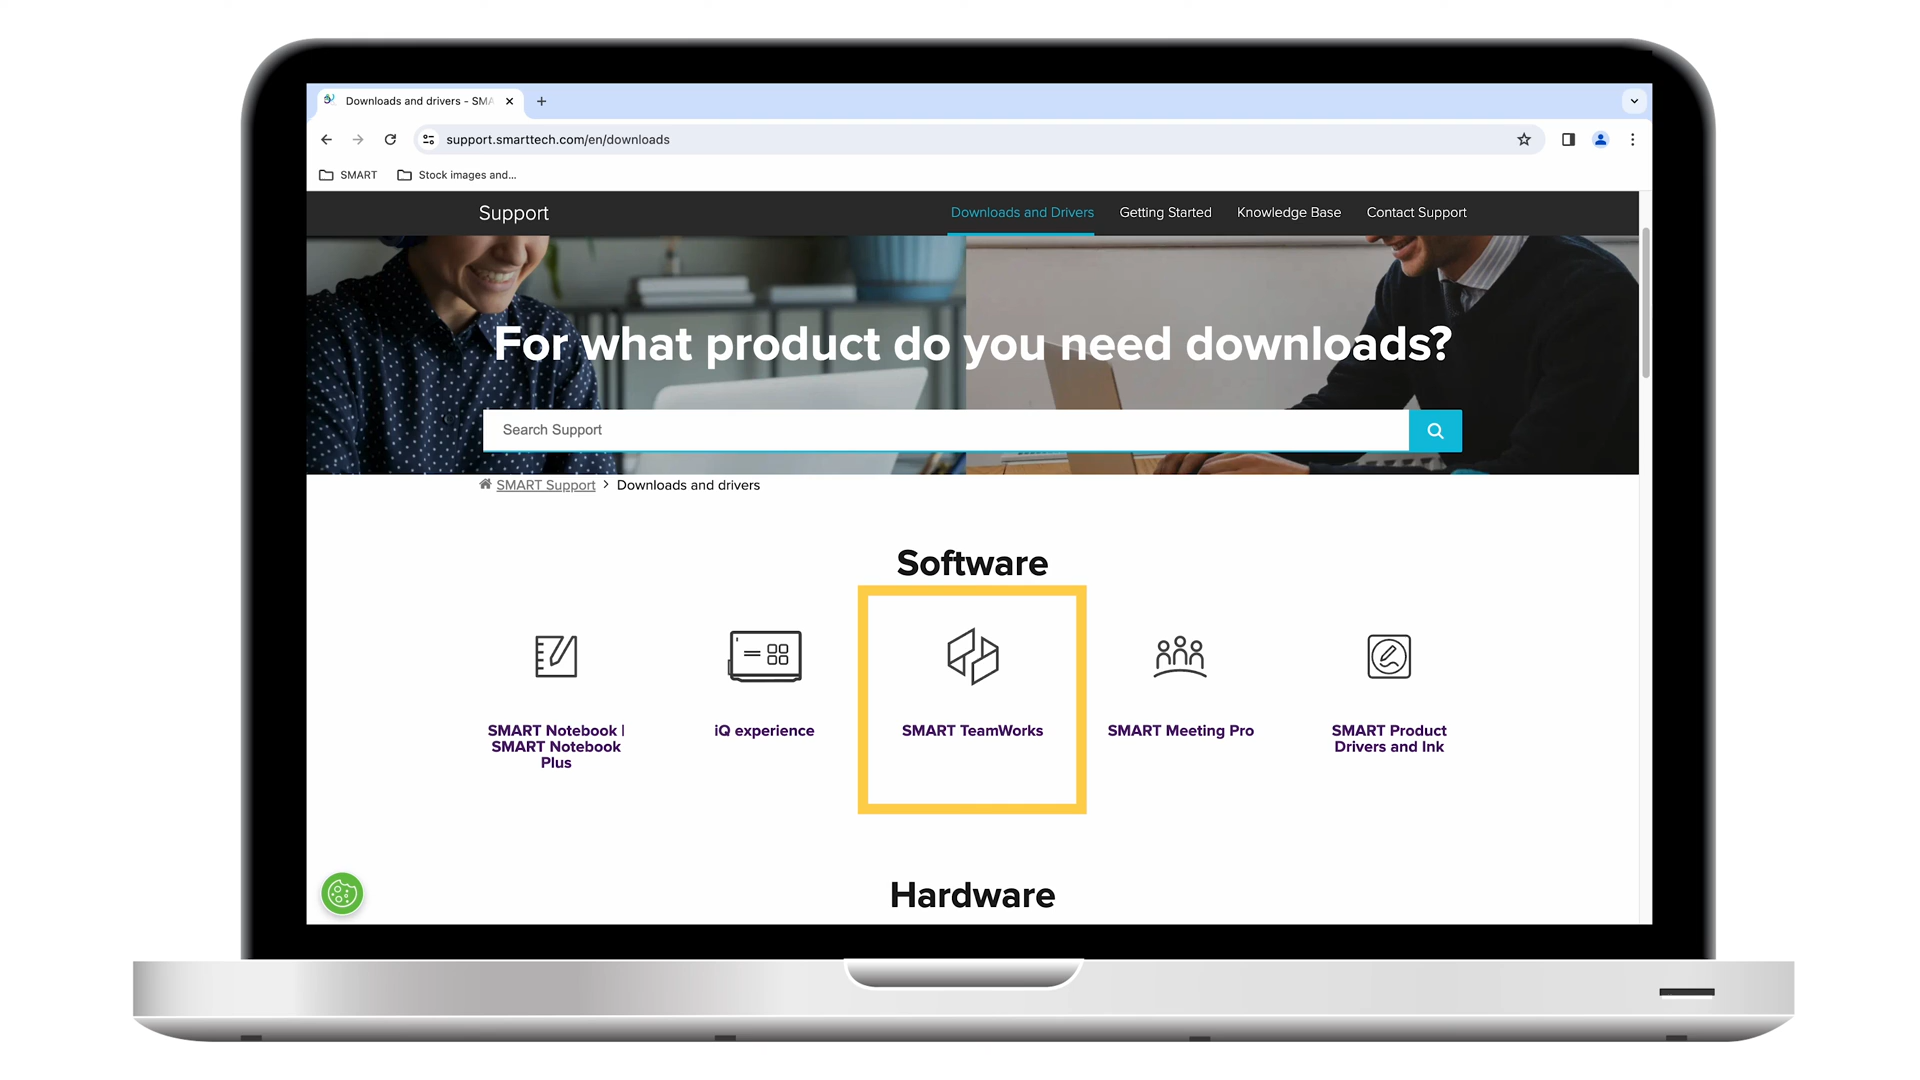 Downloads and drivers - SMA
support.smarttech.com/en/downloads
SMART
Stock images and...
Support
Downloads and Drivers
Getting Started
Knowledge Base
Contact Support
For what product do you need downloads?
Search Support
SMART Support > Downloads and drivers
Software
SMART Notebook |
SMART Notebook
Plus
iQ experience
SMART TeamWorks
SMART Meeting Pro
SMART Product
Drivers and Ink
Hardware